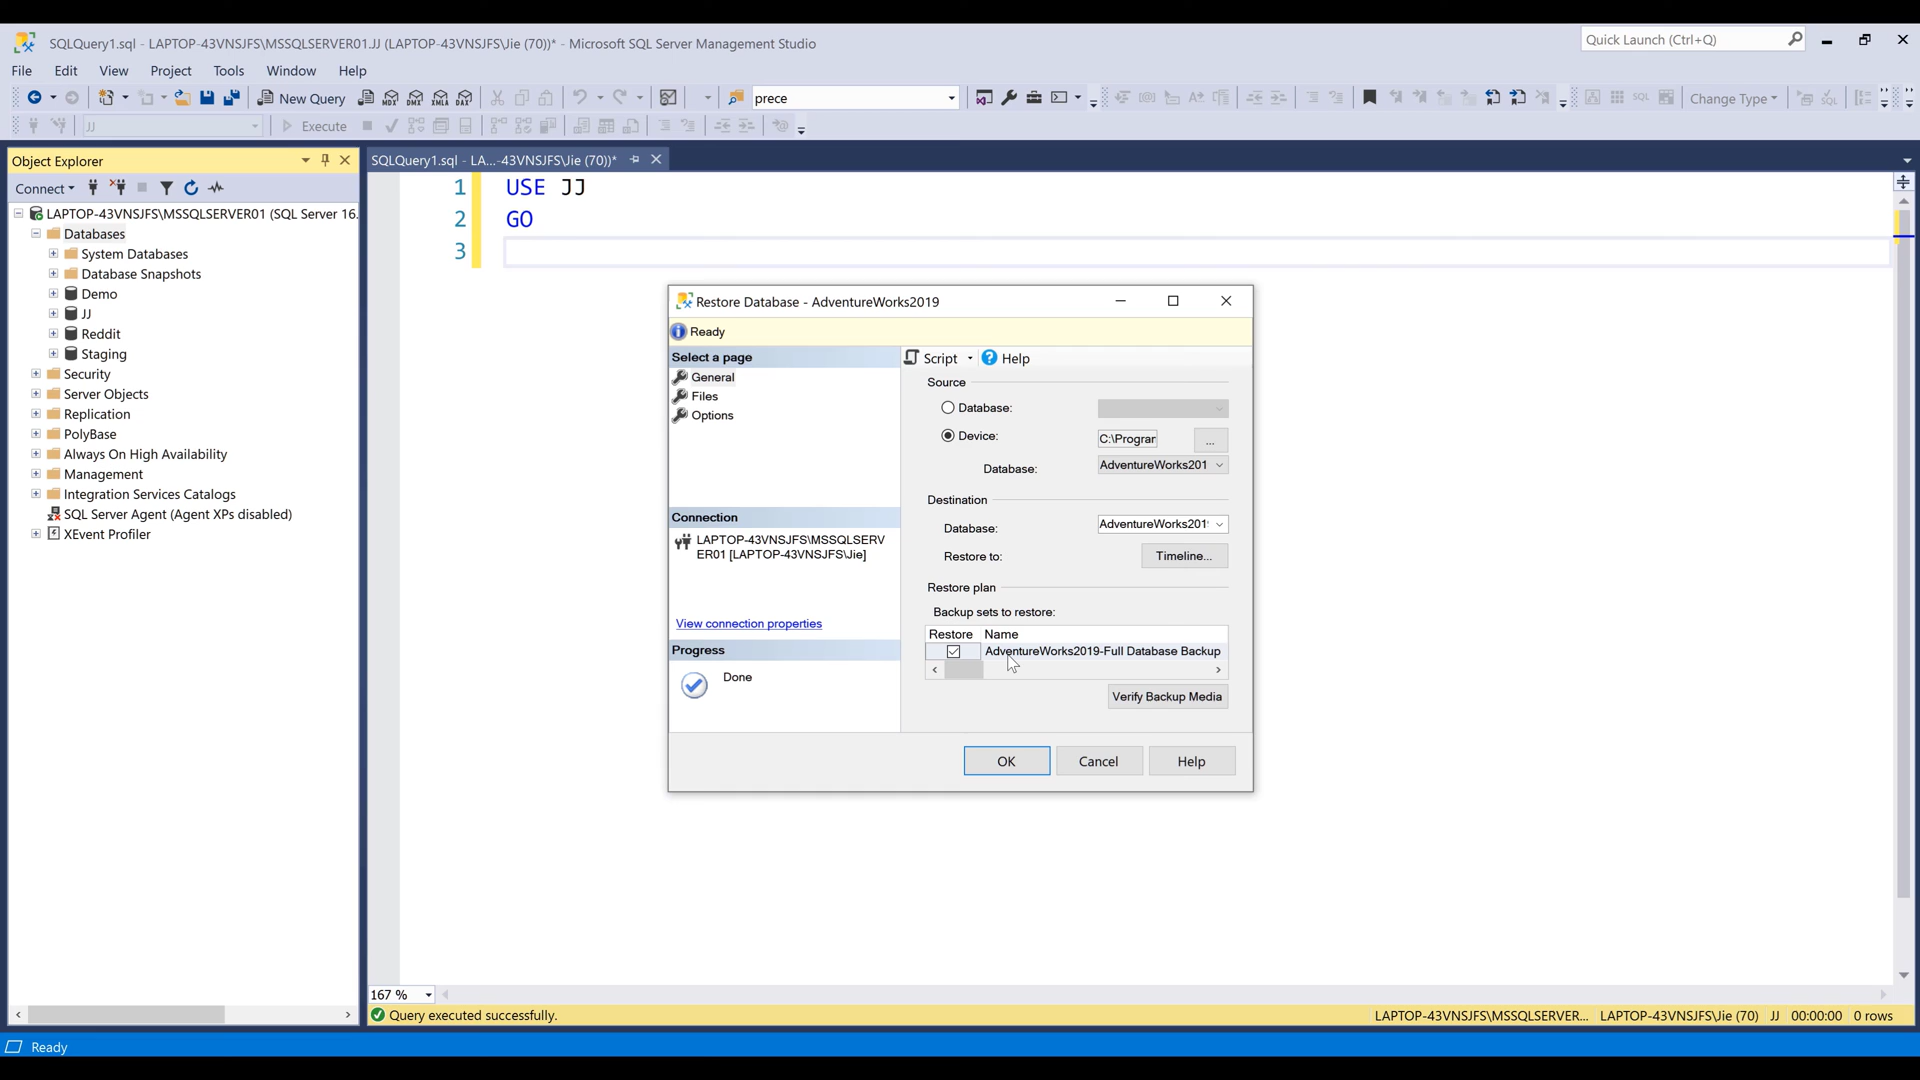 SQLQuery1.sql - LAPTOP-43VNSJFS\MSSQLSERVER01.JJ (LAPTOP-43VNSJFS\Jie (70))* - Microsoft SQL Server Management Studio
Quick Launch (Ctrl+Q)
File Edit View Project Tools Window Help
New Query MDX DMX XMLA DAX prece SQL Change Type
JJ Execute
Object Explorer
SQLQuery1.sql - LA...-43VNSJFS\Jie (70))*
Connect
LAPTOP-43VNSJFS\MSSQLSERVER01 (SQL Server 16.
Databases
System Databases
Database Snapshots
Demo
JJ
Reddit
Staging
Security
Server Objects
Replication
PolyBase
Always On High Availability
Management
Integration Services Catalogs
SQL Server Agent (Agent XPs disabled)
XEvent Profiler
1 USE JJ
2 GO
3
Restore Database - AdventureWorks2019
Ready
Select a page
General
Files
Options
Connection
LAPTOP-43VNSJFS\MSSQLSERV
ER01 [LAPTOP-43VNSJFS\Jie]
View connection properties
Progress
Done
Script Help
Source
Database:
Device: C:\Prograr ...
Database: AdventureWorks201
Destination
Database: AdventureWorks201
Restore to: Timeline...
Restore plan
Backup sets to restore:
Restore Name
AdventureWorks2019-Full Database Backup
Verify Backup Media
OK Cancel Help
167 %
Query executed successfully.
LAPTOP-43VNSJFS\MSSQLSERVER... LAPTOP-43VNSJFS\Jie (70) JJ 00:00:00 0 rows
Ready